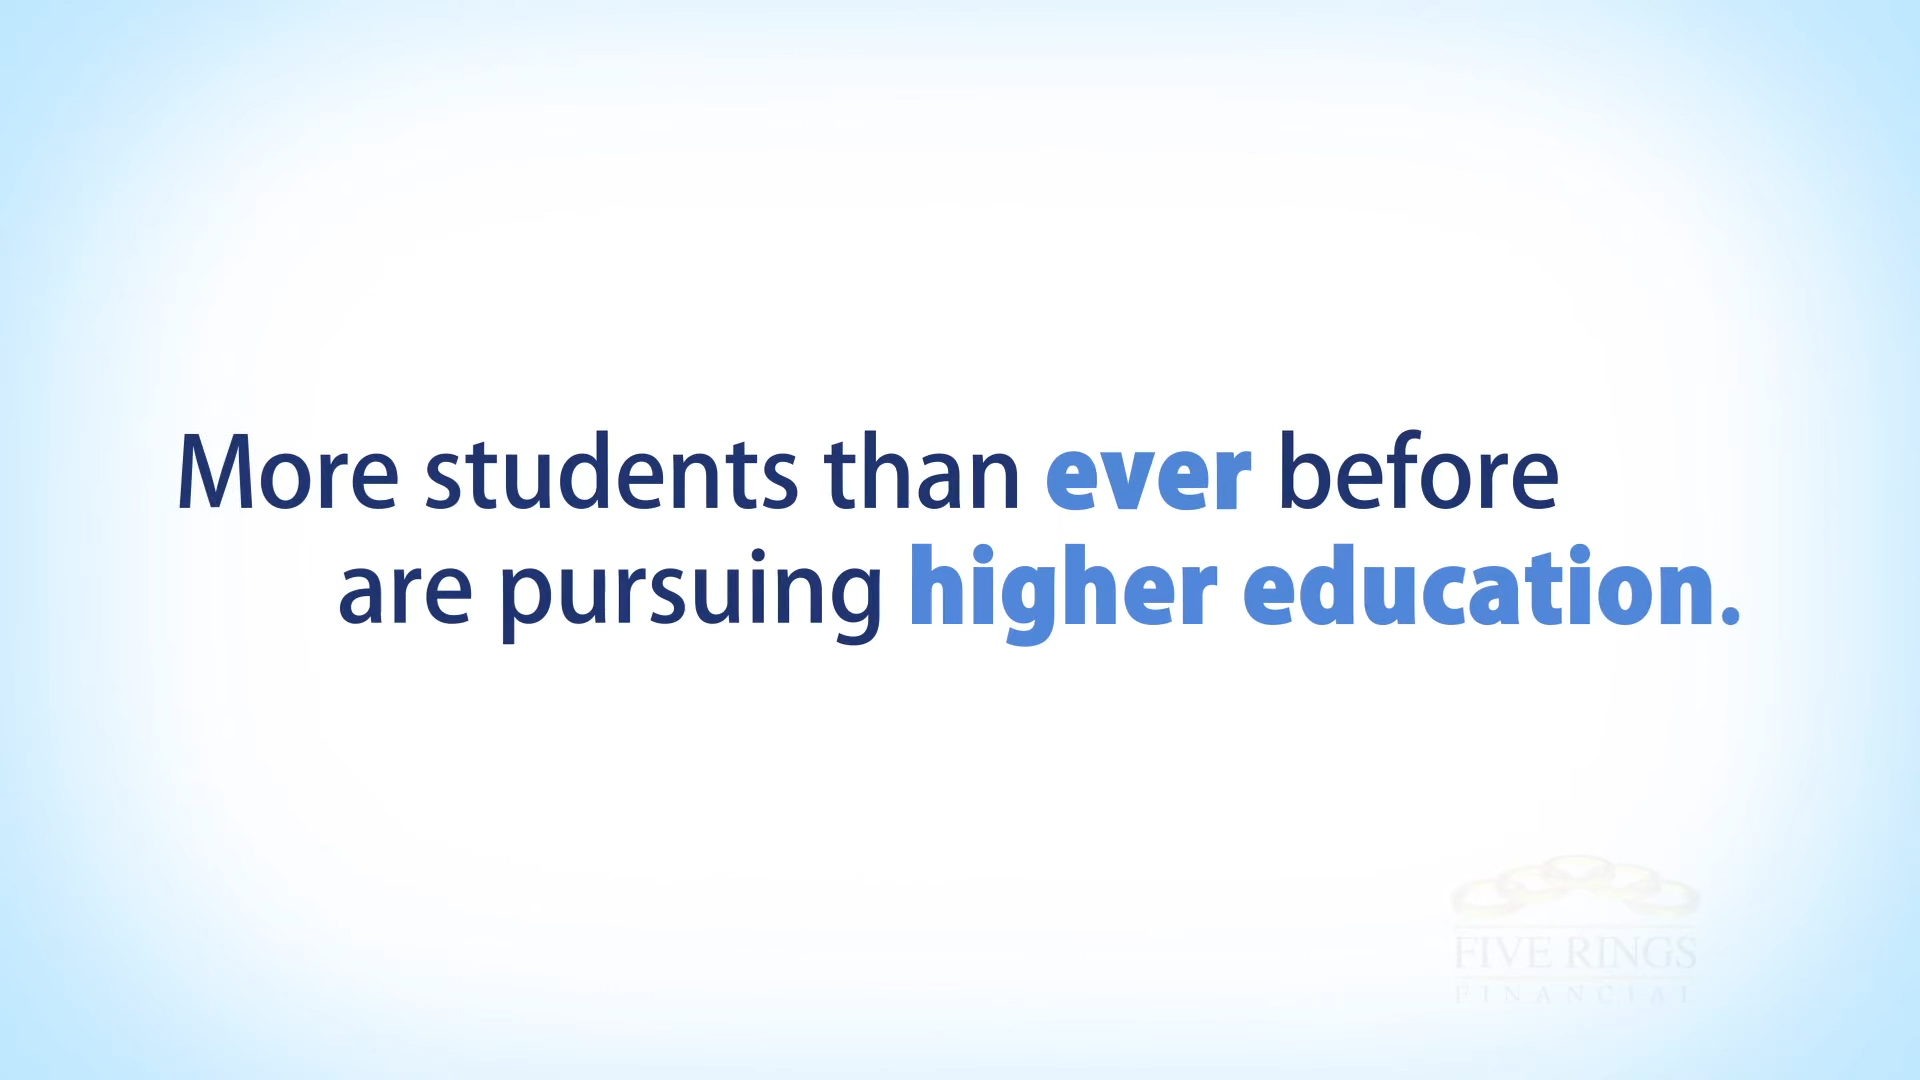 More students than ever before
are pursuing higher education.
FIVE RINGS
FINANCIAL